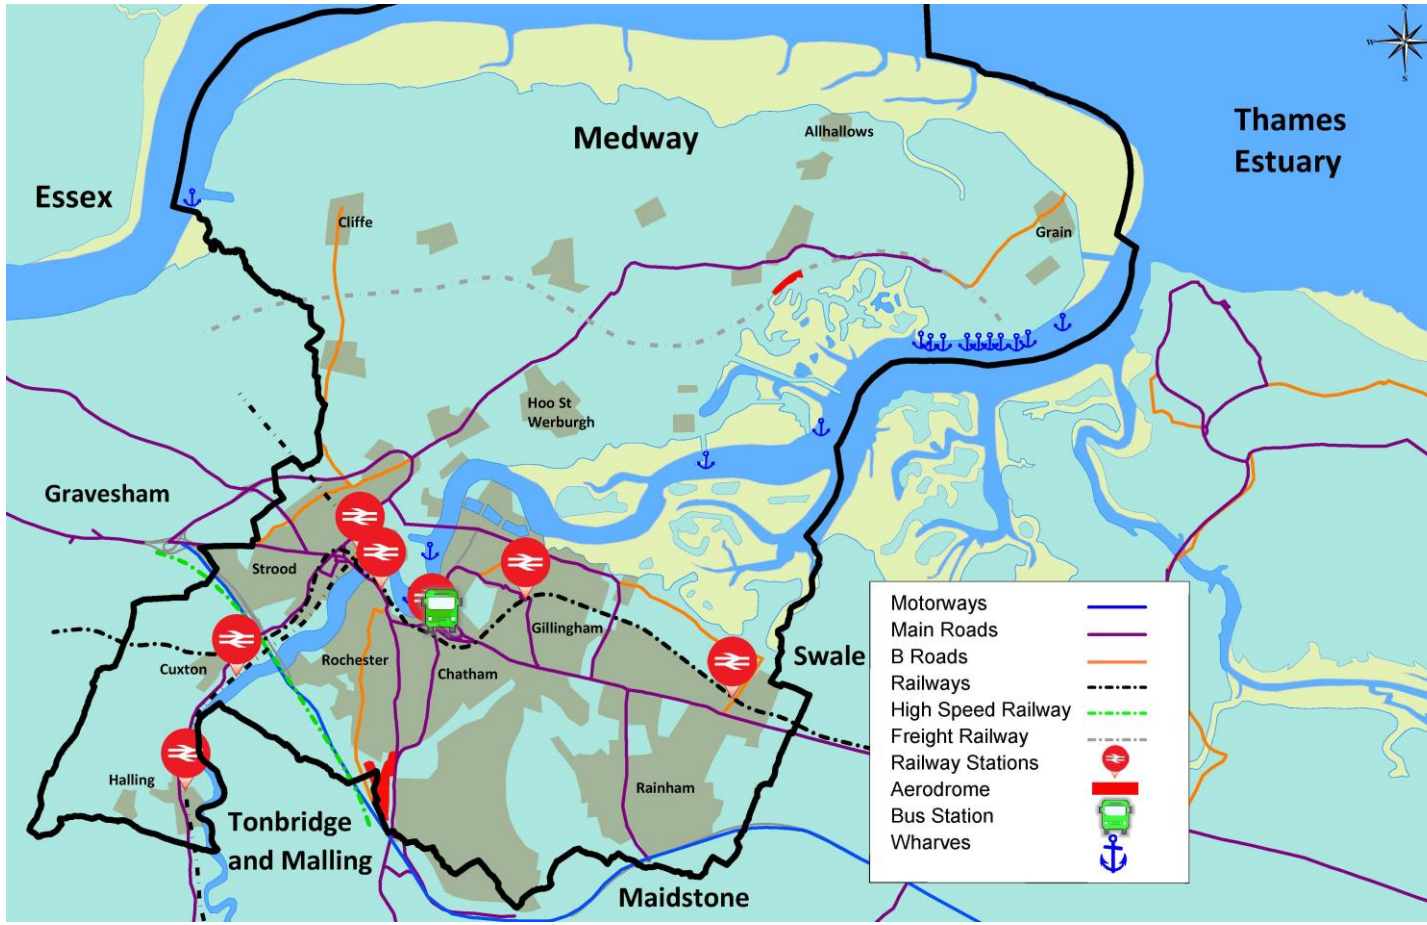 S
W
S
Medway
Allhallows
Thames
Estuary
Essex
Cliffe
Grain
Hoo St
Werburgh
Gravesham
Strood
Gillingham
Cuxton
Rochester
Chatham
Swale
Halling
Rainham
Tonbridge
and Malling
Maidstone
Motorways
Main Roads
B Roads
Railways
High Speed Railway
Freight Railway
Railway Stations
Aerodrome
Bus Station
Wharves